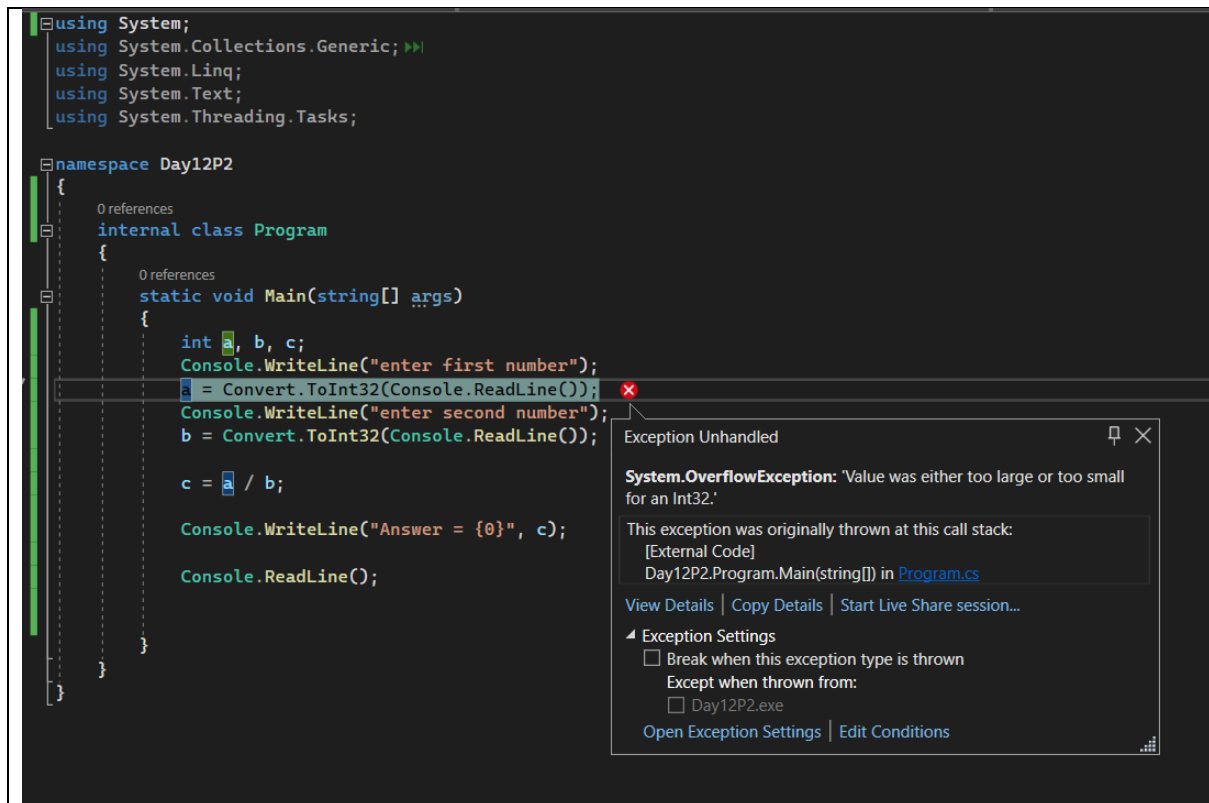 using System;
using System.Collections.Generic;
using System.Linq;
using System.Text;
using System.Threading.Tasks;
namespace Day12P2
{
0 references
internal class Program
{
0 references
static void Main(string[] args)
{
int a, b, c;
Console.WriteLine("enter first number");
a = Convert.ToInt32(Console.ReadLine());
Console.WriteLine("enter second number");
b = Convert.ToInt32(Console.ReadLine());
c = a / b;
Console.WriteLine("Answer = {0}", c);
Console.ReadLine();
}
}
}
Exception Unhandled
System.OverflowException: 'Value was either too large or too small
for an Int32.'
This exception was originally thrown at this call stack:
[External Code]
Day12P2.Program.Main(string[]) in Program.cs
View Details | Copy Details | Start Live Share session...
Exception Settings
Break when this exception type is thrown
Except when thrown from:
Day12P2.exe
Open Exception Settings | Edit Conditions